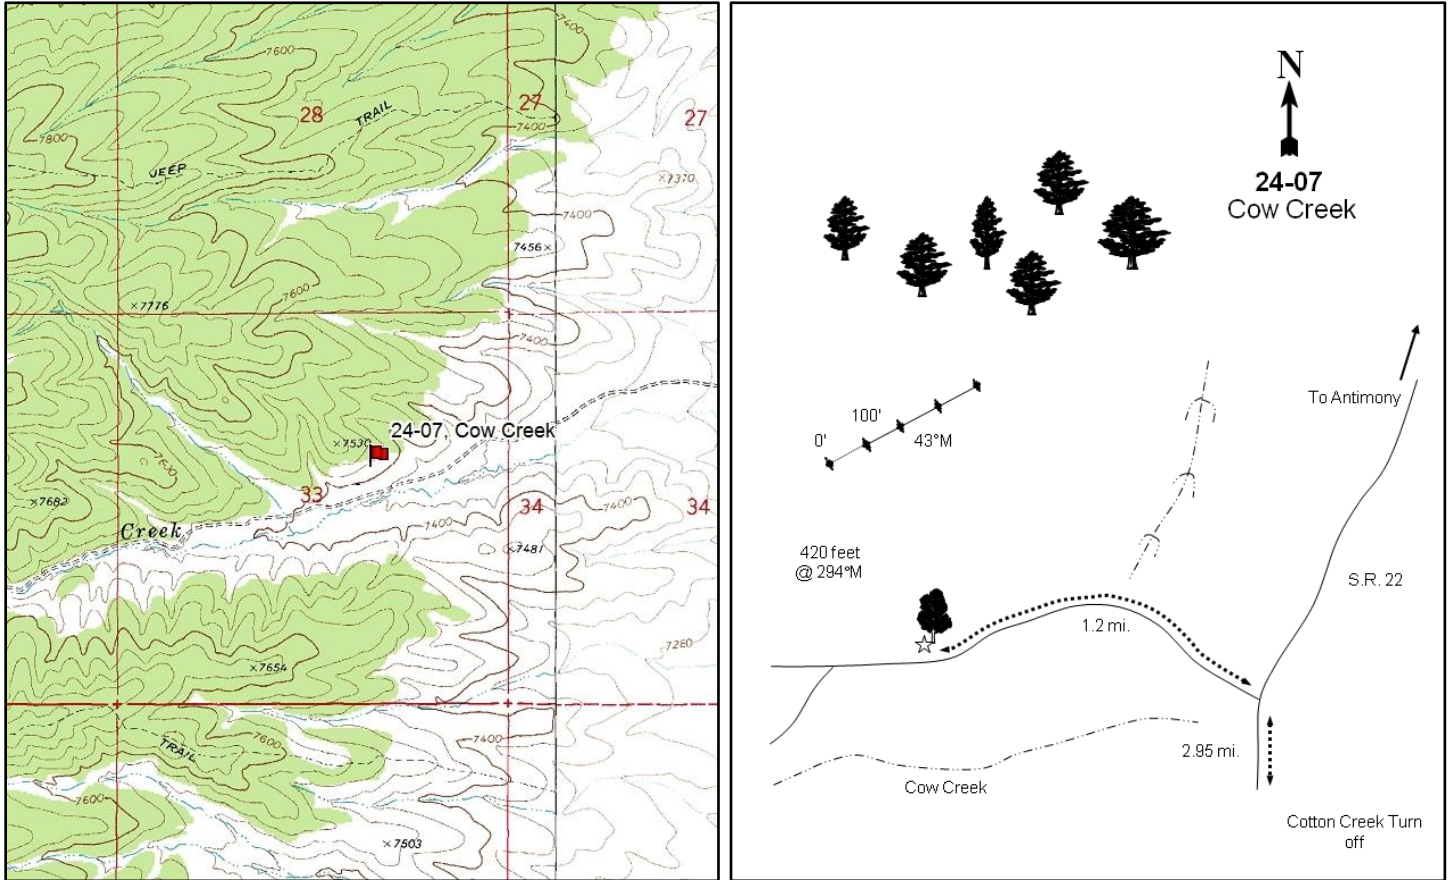 7400
7600
28
27
27
TRAIL
7400
7800
JEEP
×7370
7400
7456×
7600
×7776
7400
24-07, Cow Creek
×7530
7600
33
×7682
34
34
7400
7400
Creek
×7481
7280
×7654
7600
7400
TRAIL
7600
×7503
N
24-07
Cow Creek
To Antimony
100'
0'
43°M
420 feet
@ 294°M
S.R. 22
1.2 mi.
2.95 mi.
Cow Creek
Cotton Creek Turn
off